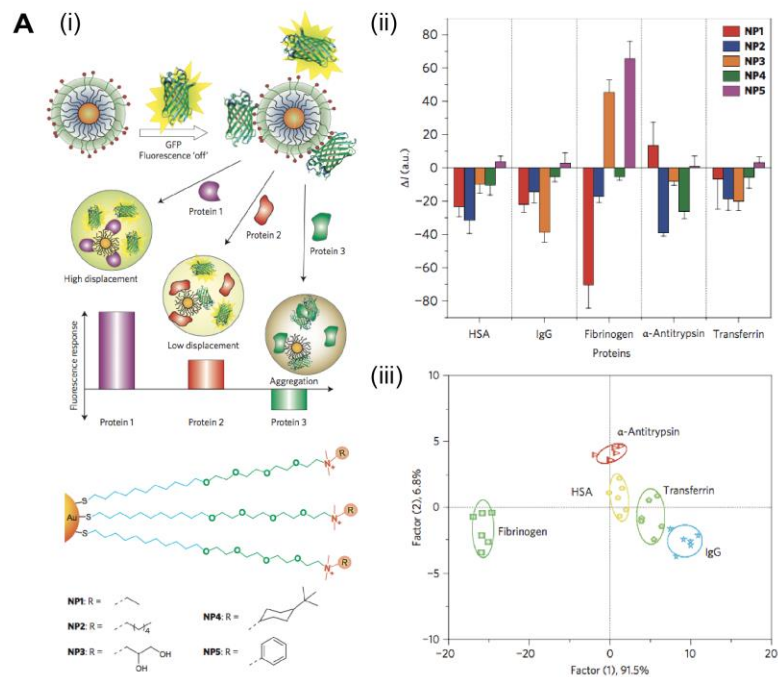 A
(i)
GFP
Fluorescence 'off'
Protein 1
Protein 2
Protein 3
High displacement
Low displacement
Aggregation
Fluorescence response
Protein 1
Protein 2
Protein 3
Au
S
S
S
O
O
O
O
N
+
R
O
O
O
O
N
+
R
O
O
O
O
N
+
R
NP1: R =
NP2: R =
4
NP3: R =
OH
OH
NP4: R =
NP5: R =
(ii)
NP1
NP2
NP3
NP4
NP5
ΔI (a.u.)
80
60
40
20
0
−20
−40
−60
−80
HSA
IgG
Fibrinogen
α-Antitrypsin
Transferrin
Proteins
(iii)
Factor (2), 6.8%
10
5
0
−5
−10
α-Antitrypsin
HSA
Transferrin
Fibrinogen
IgG
−20
−10
0
10
20
Factor (1), 91.5%